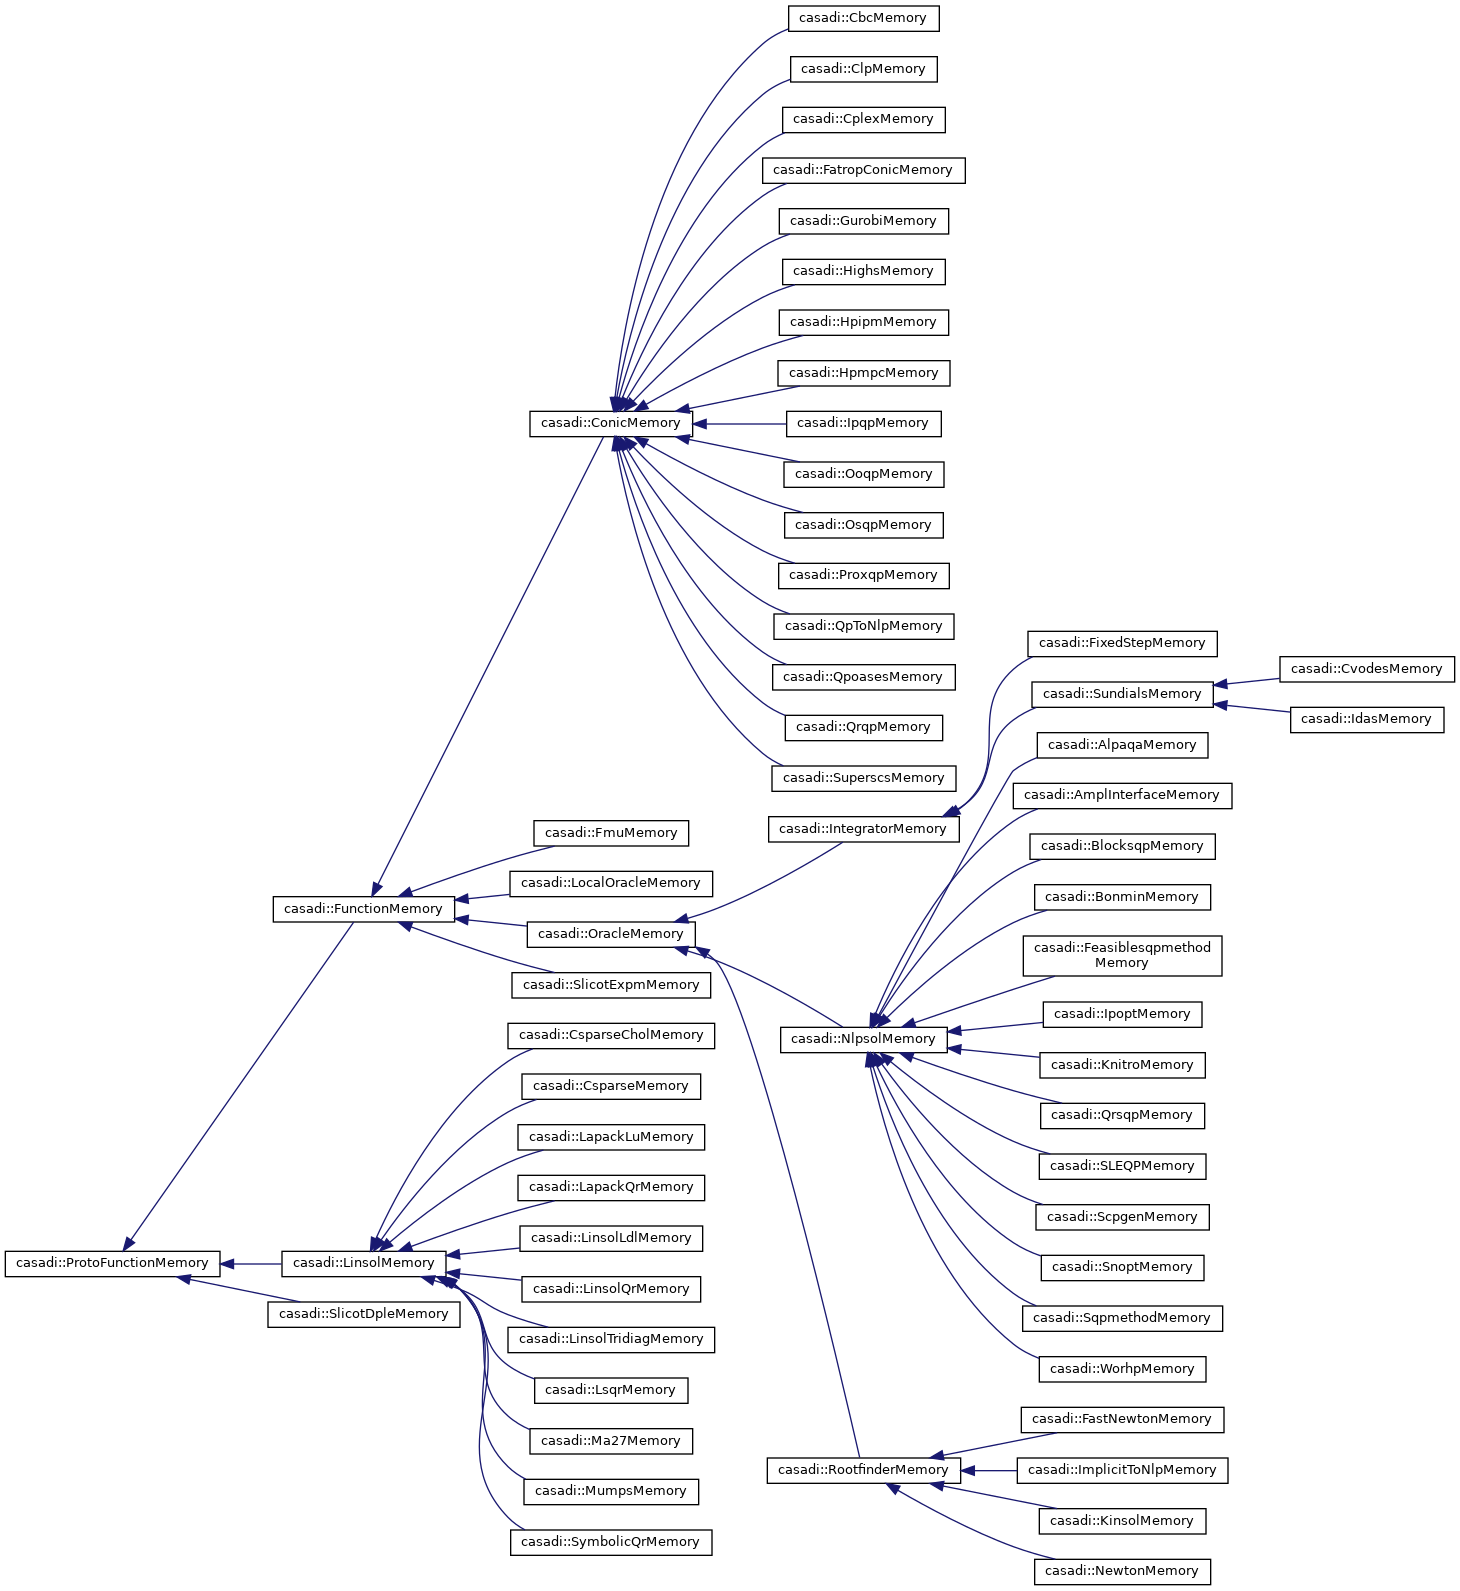 casadi::CbcMemory
casadi::ClpMemory
casadi::CplexMemory
casadi::FatropConicMemory
casadi::GurobiMemory
casadi::HighsMemory
casadi::HpipmMemory
casadi::HpmpcMemory
casadi::ConicMemory
casadi::IpqpMemory
casadi::OoqpMemory
casadi::OsqpMemory
casadi::ProxqpMemory
casadi::QpToNlpMemory
casadi::FixedStepMemory
casadi::CvodesMemory
casadi::QpoasesMemory
casadi::SundialsMemory
casadi::IdasMemory
casadi::QrqpMemory
casadi::AlpaqaMemory
casadi::SuperscsMemory
casadi::AmplInterfaceMemory
casadi::FmuMemory
casadi::IntegratorMemory
casadi::BlocksqpMemory
casadi::LocalOracleMemory
casadi::BonminMemory
casadi::FunctionMemory
casadi::OracleMemory
casadi::Feasiblesqpmethod
Memory
casadi::SlicotExpmMemory
casadi::IpoptMemory
casadi::CsparseCholMemory
casadi::NlpsolMemory
casadi::KnitroMemory
casadi::CsparseMemory
casadi::QrsqpMemory
casadi::LapackLuMemory
casadi::SLEQPMemory
casadi::LapackQrMemory
casadi::ScpgenMemory
casadi::LinsolLdlMemory
casadi::ProtoFunctionMemory
casadi::LinsolMemory
casadi::SnoptMemory
casadi::LinsolQrMemory
casadi::SlicotDpleMemory
casadi::SqpmethodMemory
casadi::LinsolTridiagMemory
casadi::WorhpMemory
casadi::LsqrMemory
casadi::FastNewtonMemory
casadi::Ma27Memory
casadi::RootfinderMemory
casadi::ImplicitToNlpMemory
casadi::MumpsMemory
casadi::KinsolMemory
casadi::SymbolicQrMemory
casadi::NewtonMemory